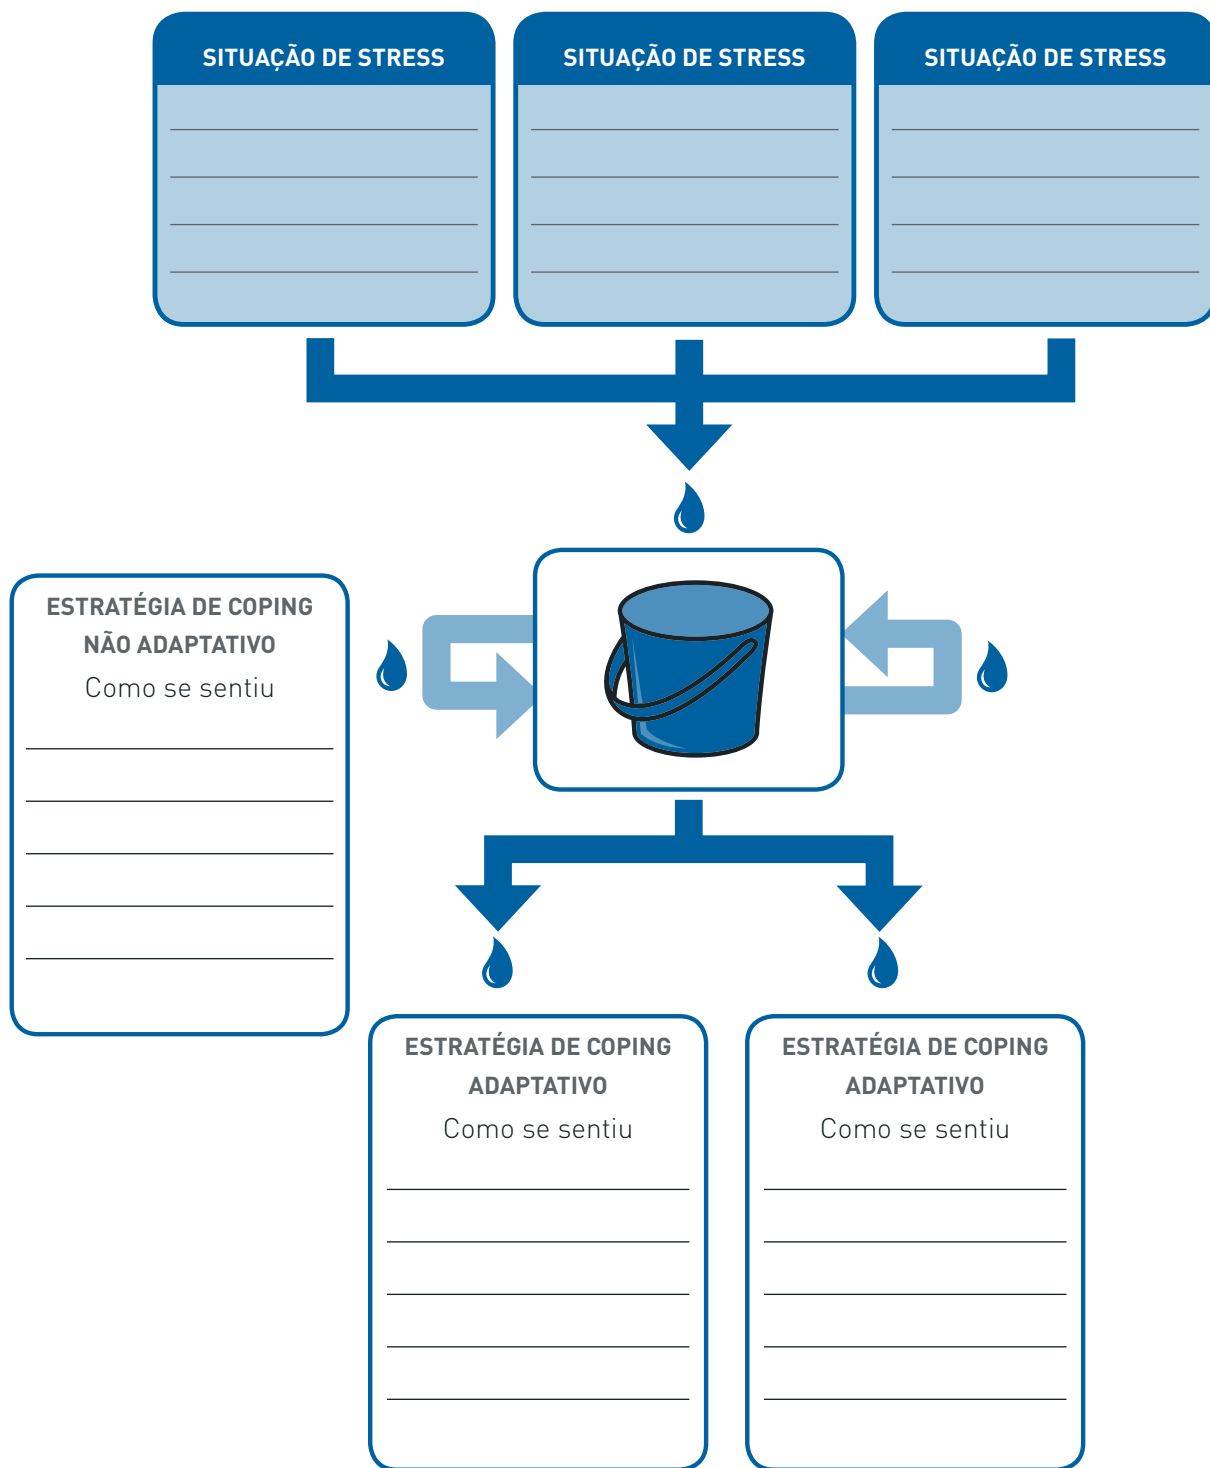 SITUAÇÃO DE STRESS
SITUAÇÃO DE STRESS
SITUAÇÃO DE STRESS
ESTRATÉGIA DE COPING
NÃO ADAPTATIVO
Como se sentiu
ESTRATÉGIA DE COPING
ADAPTATIVO
Como se sentiu
ESTRATÉGIA DE COPING
ADAPTATIVO
Como se sentiu